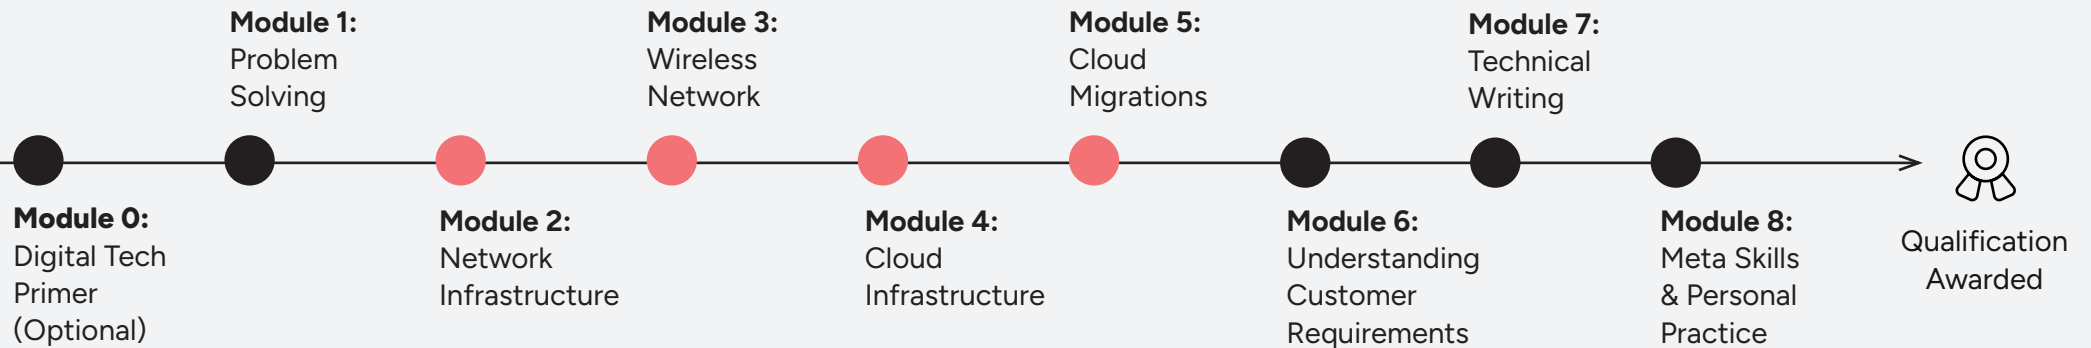 Module 0:
Digital Tech
Primer
(Optional)
Module 1:
Problem
Solving
Module 2:
Network
Infrastructure
Module 3:
Wireless
Network
Module 4:
Cloud
Infrastructure
Module 5:
Cloud
Migrations
Module 6:
Understanding
Customer
Requirements
Module 7:
Technical
Writing
Module 8:
Meta Skills
& Personal
Practice
Qualification
Awarded